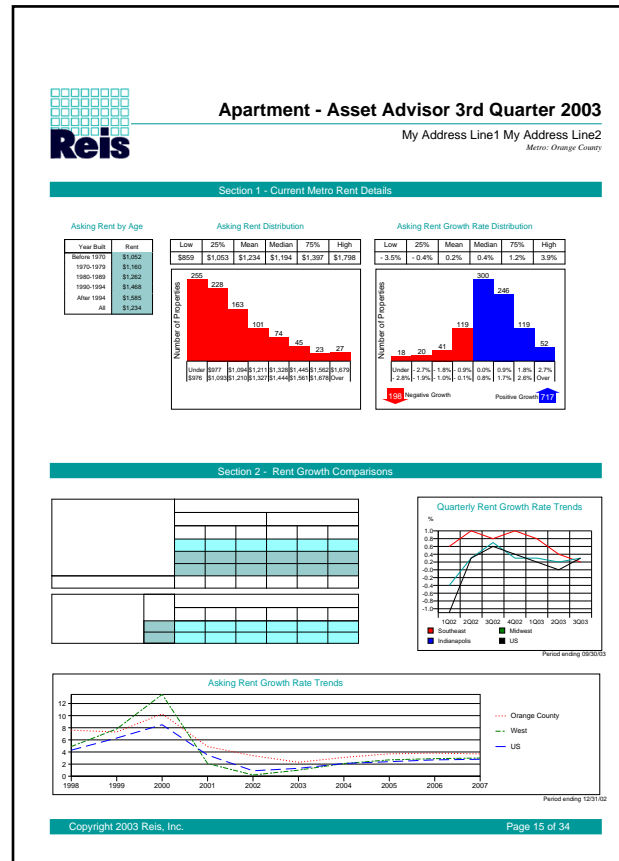 Reis
Apartment - Asset Advisor 3rd Quarter 2003
My Address Line1 My Address Line2
Metro: Orange County
Section 1 - Current Metro Rent Details
Asking Rent by Age
Year Built Rent
Before 1970 $1,052
1970-1979 $1,160
1980-1989 $1,262
1990-1994 $1,468
After 1994 $1,585
All $1,234
Asking Rent Distribution
Low 25% Mean Median 75% High
$859 $1,053 $1,234 $1,194 $1,397 $1,798
Number of Properties
255 228 163 101 74 45 23 27
Under $977 $1,094 $1,211 $1,328 $1,445 $1,562 $1,679
$976 $1,093 $1,210 $1,327 $1,444 $1,561 $1,678 Over
Asking Rent Growth Rate Distribution
Low 25% Mean Median 75% High
- 3.5% - 0.4% 0.2% 0.4% 1.2% 3.9%
Number of Properties
18 20 41 119 300 246 119 52
Under - 2.7% - 1.8% - 0.9% 0.0% 0.9% 1.8% 2.7%
- 2.8% - 1.9% - 1.0% - 0.1% 0.8% 1.7% 2.6% Over
198 Negative Growth Positive Growth 717
Section 2 - Rent Growth Comparisons
Quarterly Rent Growth Rate Trends
%
1.0
0.8
0.6
0.4
0.2
-0.0
-0.2
-0.4
-0.6
-0.8
-1.0
1Q02 2Q02 3Q02 4Q02 1Q03 2Q03 3Q03
Southeast Midwest
Indianapolis US
Period ending 09/30/03
Asking Rent Growth Rate Trends
12
10
8
6
4
2
0
1998 1999 2000 2001 2002 2003 2004 2005 2006 2007
Orange County
West
US
Period ending 12/31/02
Copyright 2003 Reis, Inc. Page 15 of 34